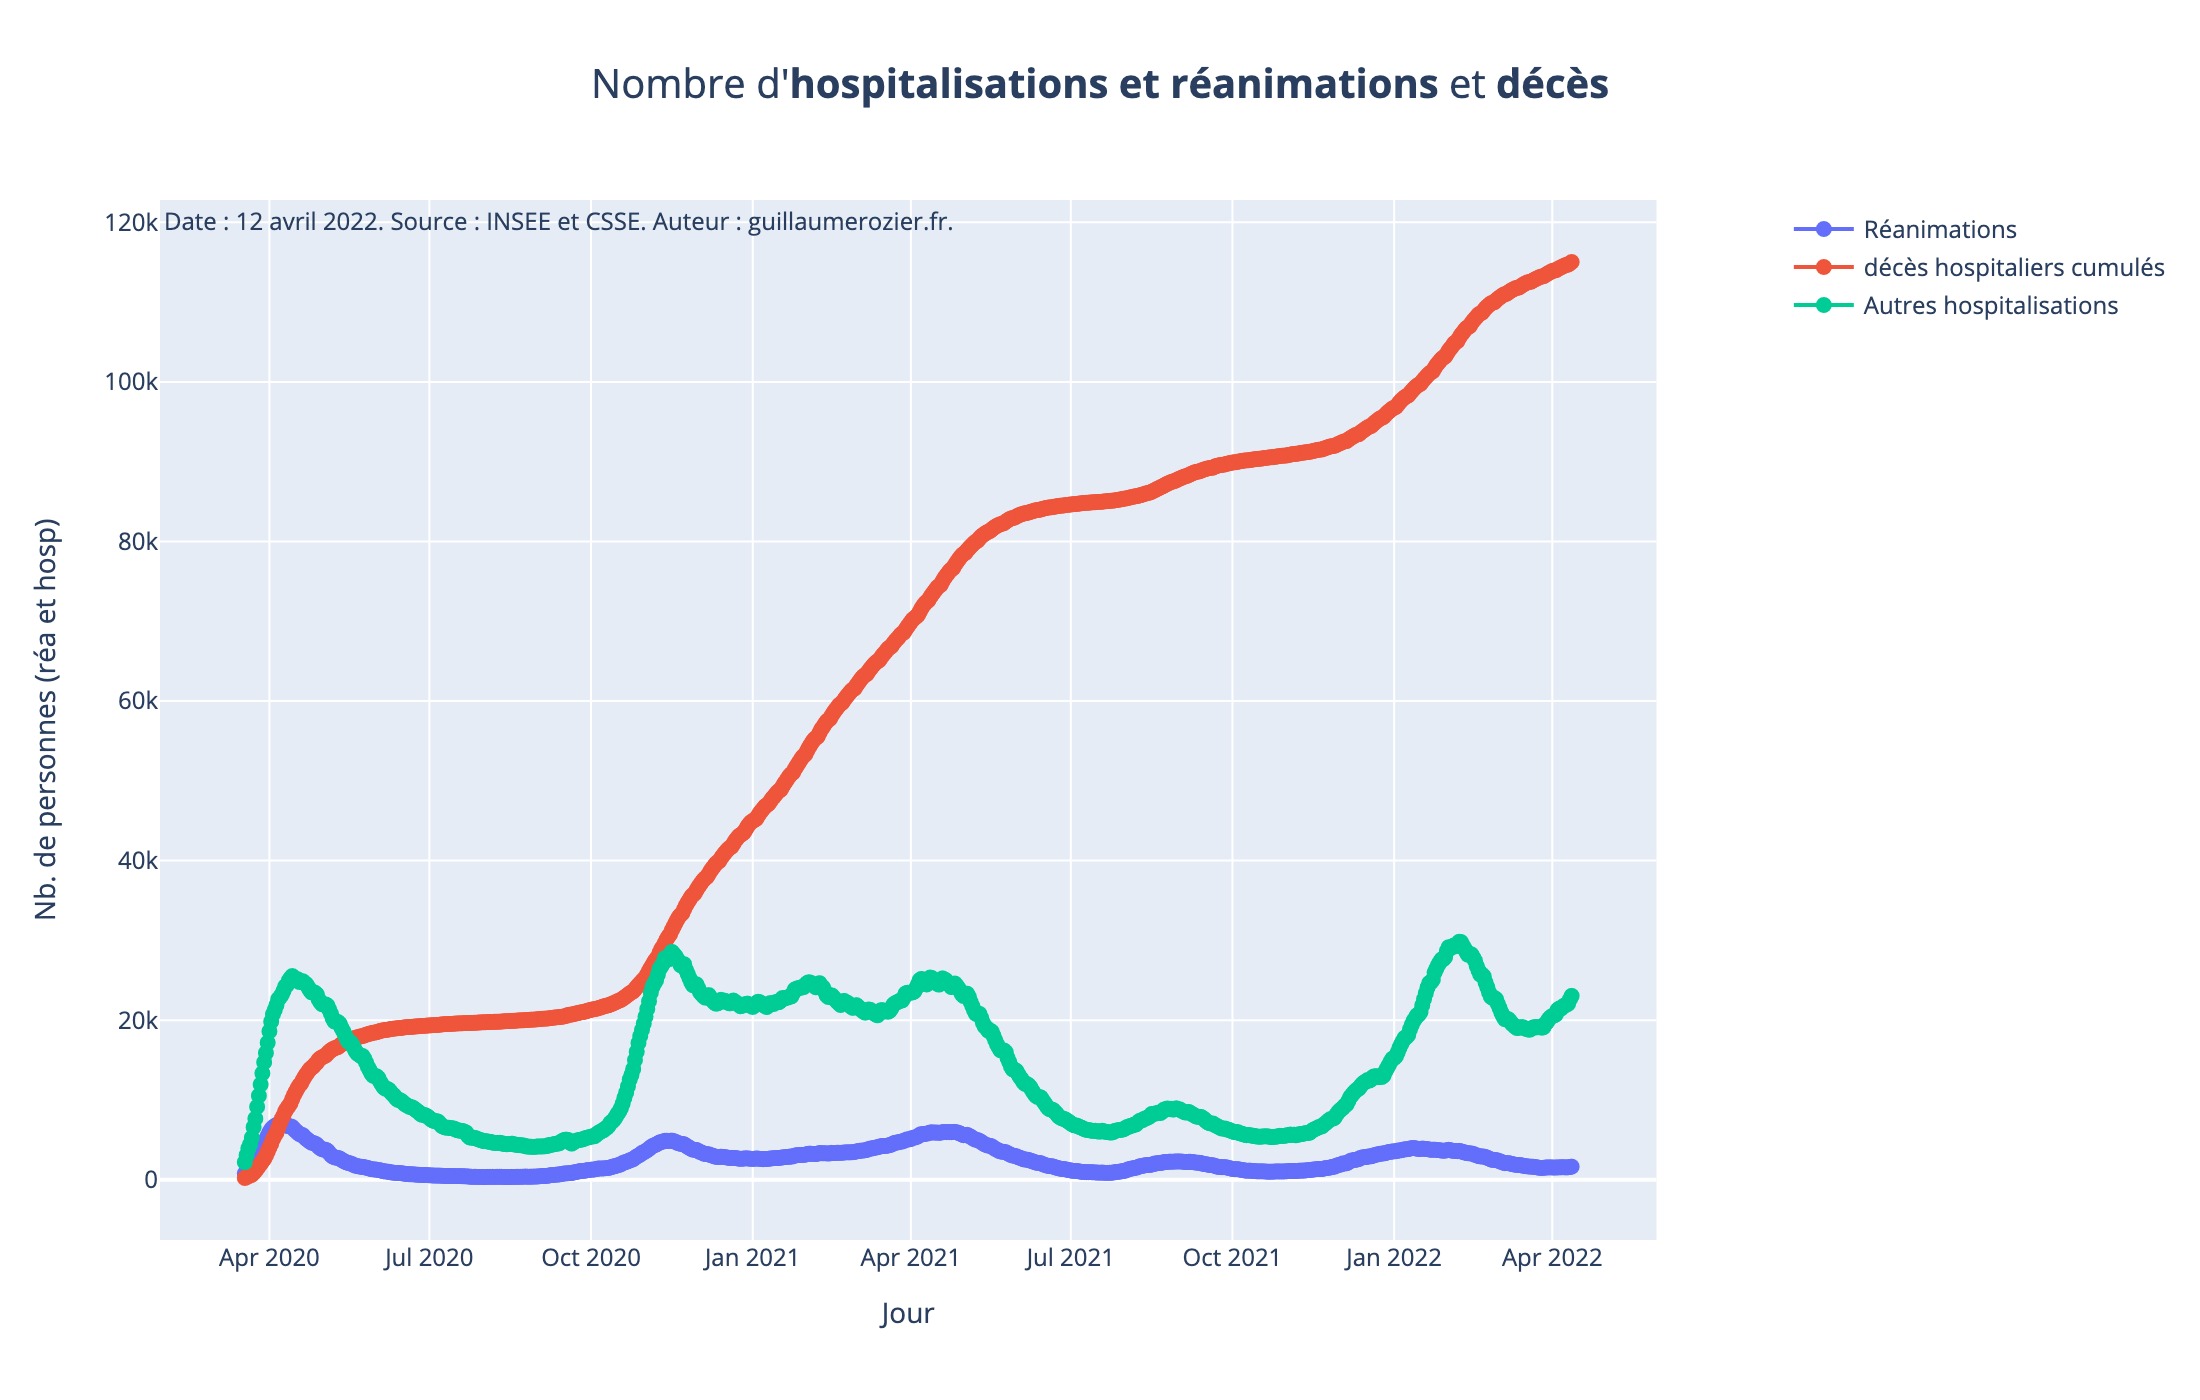 Nombre d'hospitalisations et réanimations et décès
Date : 12 avril 2022. Source : INSEE et CSSE. Auteur : guillaumerozier.fr.
Réanimations
décès hospitaliers cumulés
Autres hospitalisations
Nb. de personnes (réa et hosp)
120k
100k
80k
60k
40k
20k
0
Apr 2020 Jul 2020 Oct 2020 Jan 2021 Apr 2021 Jul 2021 Oct 2021 Jan 2022 Apr 2022
Jour